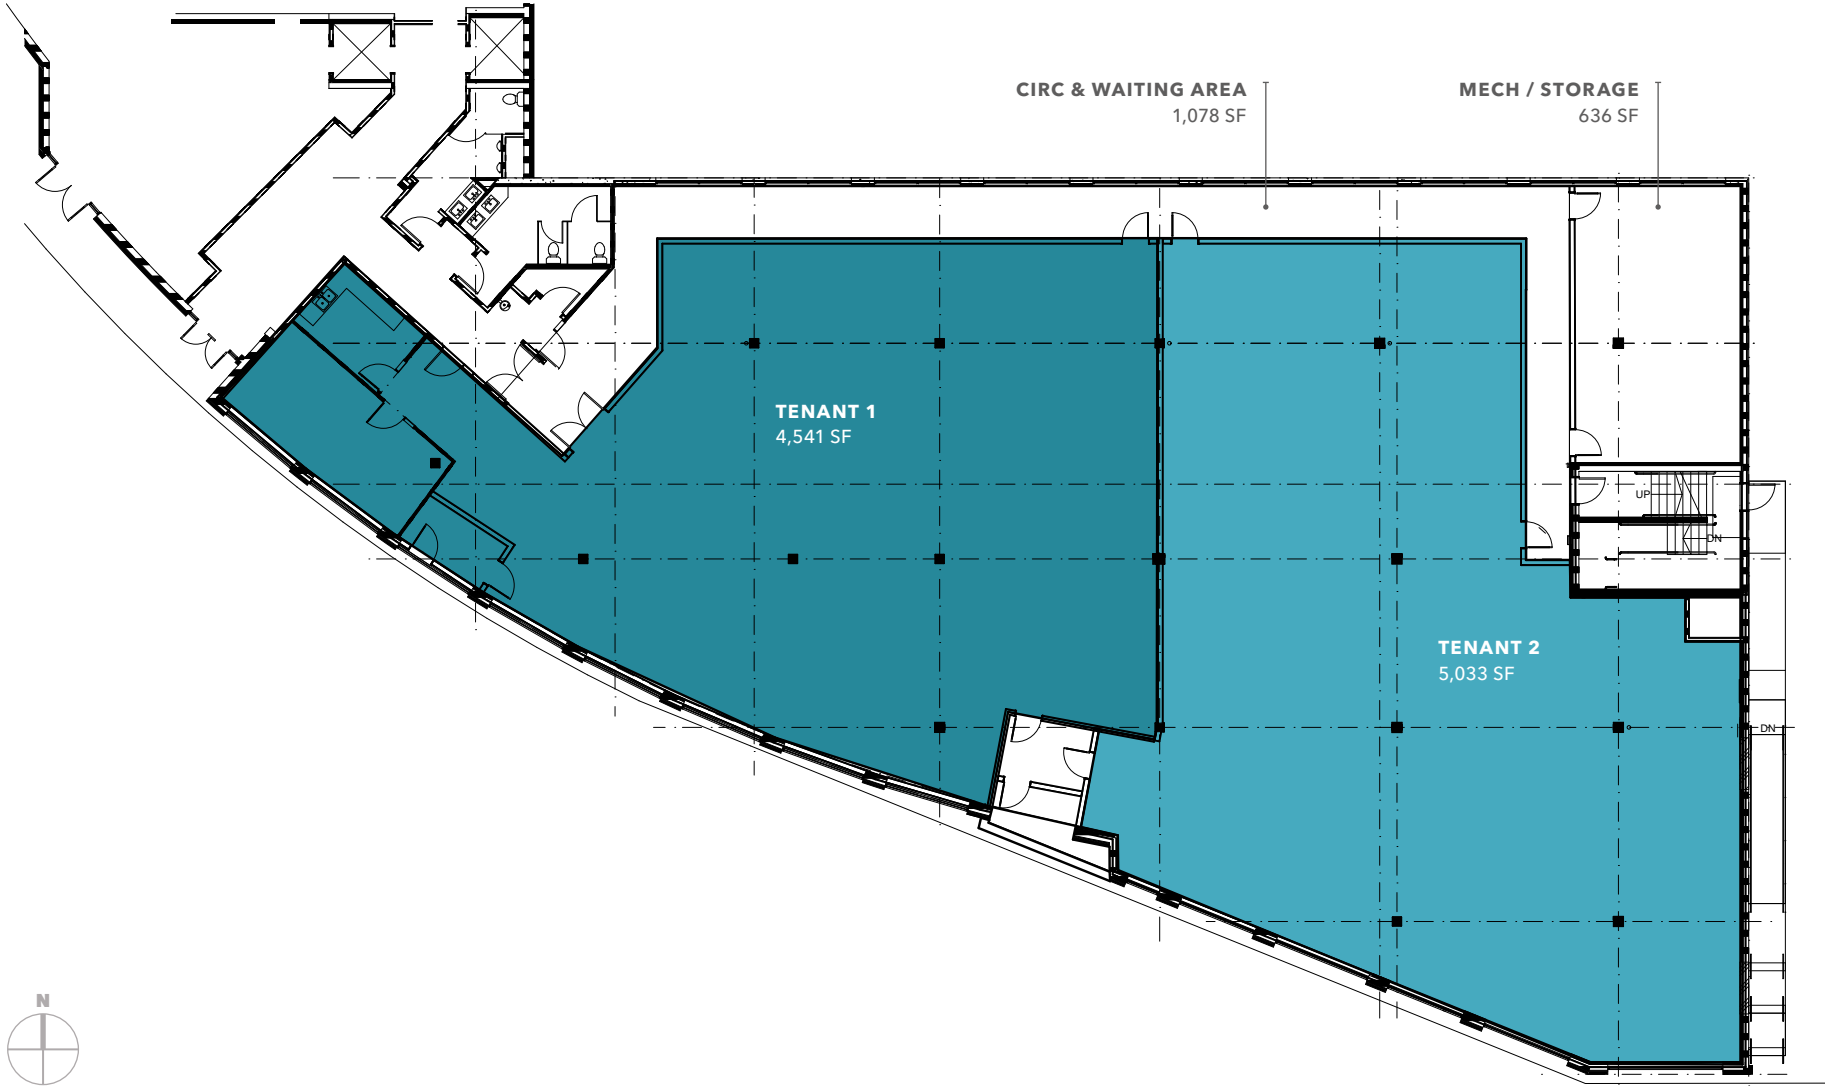 CIRC & WAITING AREA
1,078 SF
MECH / STORAGE
636 SF
TENANT 1
4,541 SF
UP
DN
TENANT 2
5,033 SF
DN
N